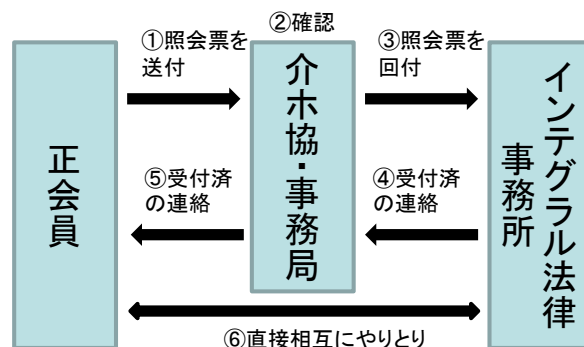 ②確認
①照会票を
送付
③照会票を
回付
正会員
介ホ協・事務局
インテグラル法律
事務所
⑤受付済
の連絡
④受付済
の連絡
⑥直接相互にやりとり